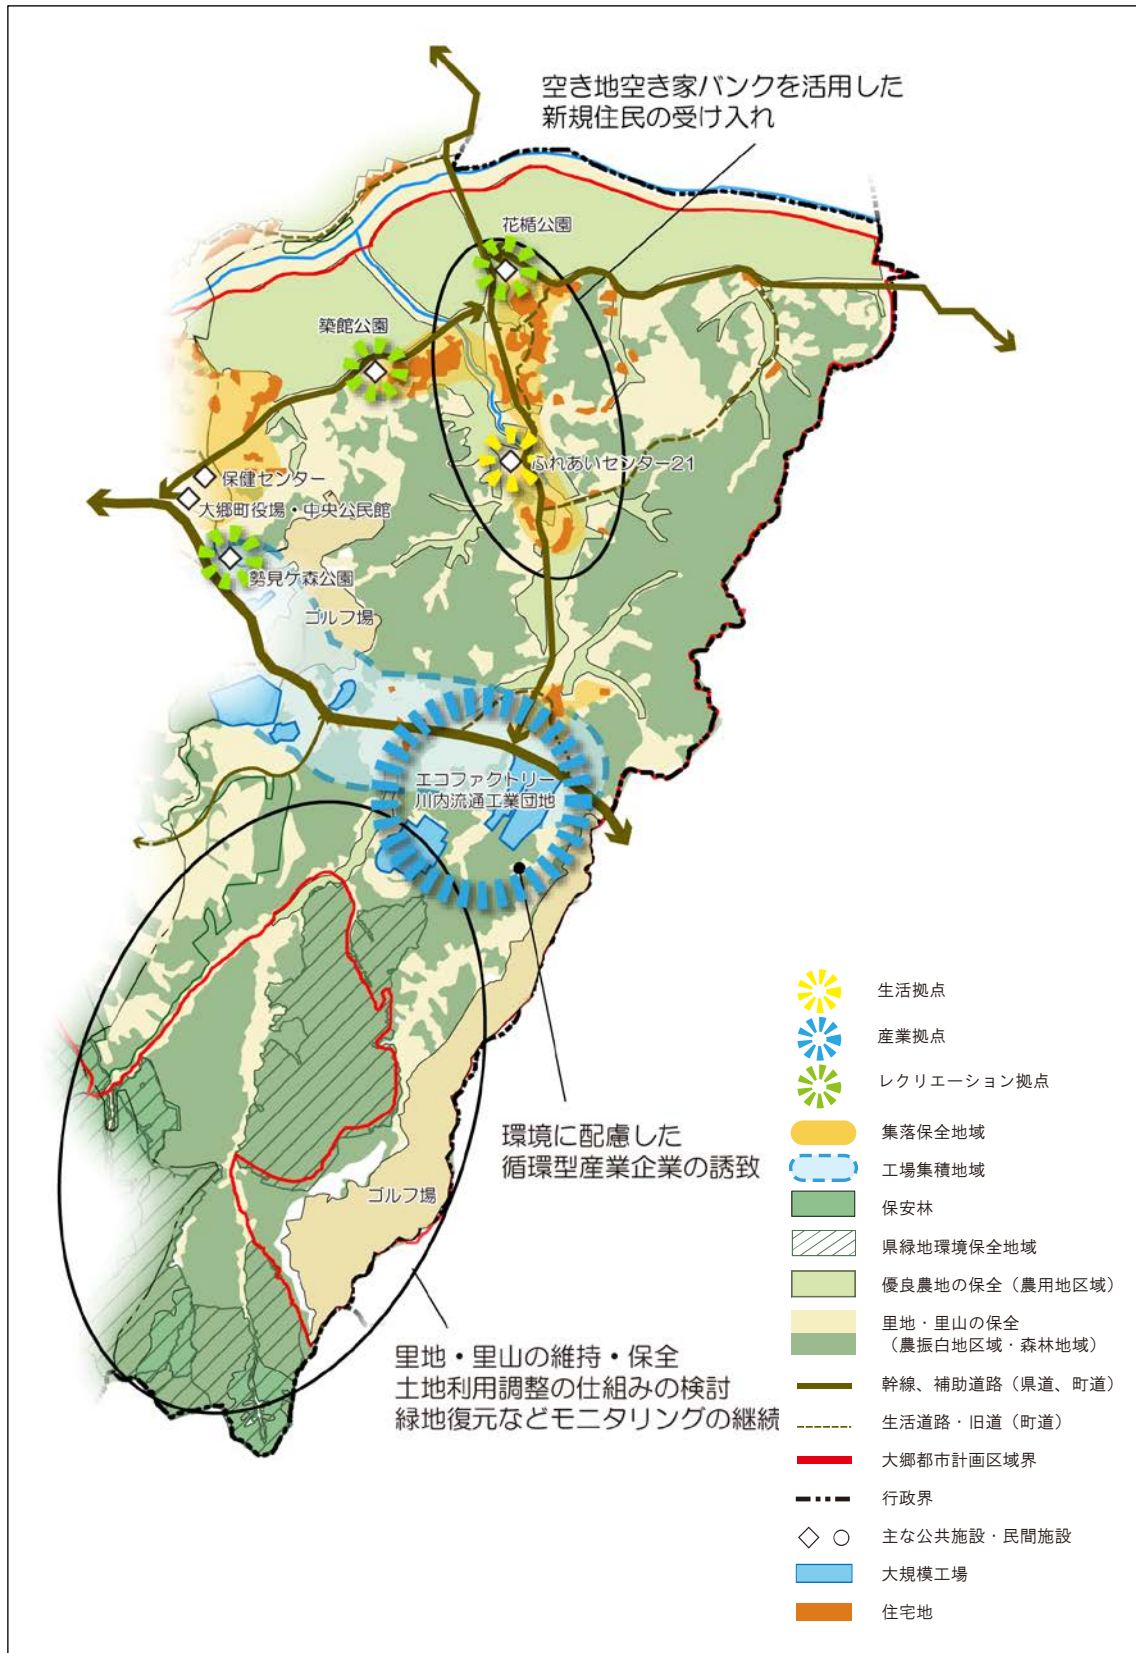 空き地空き家バンクを活用した
新規住民の受け入れ
花楯公園
築館公園
ふれあいセンター21
保健センター
大郷町役場・中央公民館
勢見ケ森公園
ゴルフ場
エコファクトリー
川内流通工業団地
環境に配慮した
循環型産業企業の誘致
ゴルフ場
里地・里山の維持・保全
土地利用調整の仕組みの検討
緑地復元などモニタリングの継続
生活拠点
産業拠点
レクリエーション拠点
集落保全地域
工場集積地域
保安林
県緑地環境保全地域
優良農地の保全（農用地区域）
里地・里山の保全
（農振白地区域・森林地域）
幹線、補助道路（県道、町道）
生活道路・旧道（町道）
大郷都市計画区域界
行政界
主な公共施設・民間施設
大規模工場
住宅地